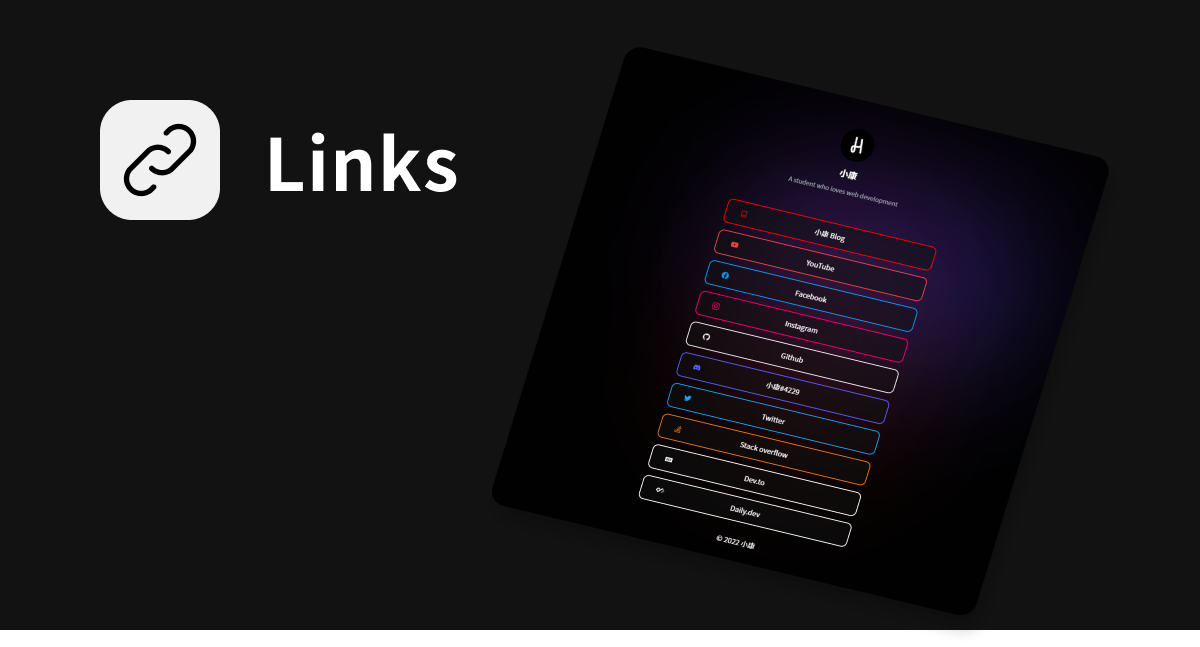 Links
小康
A student who loves web development
小康 Blog
YouTube
Facebook
Instagram
Github
小康#4229
Twitter
Stack overflow
Dev.to
Daily.dev
© 2022 小康